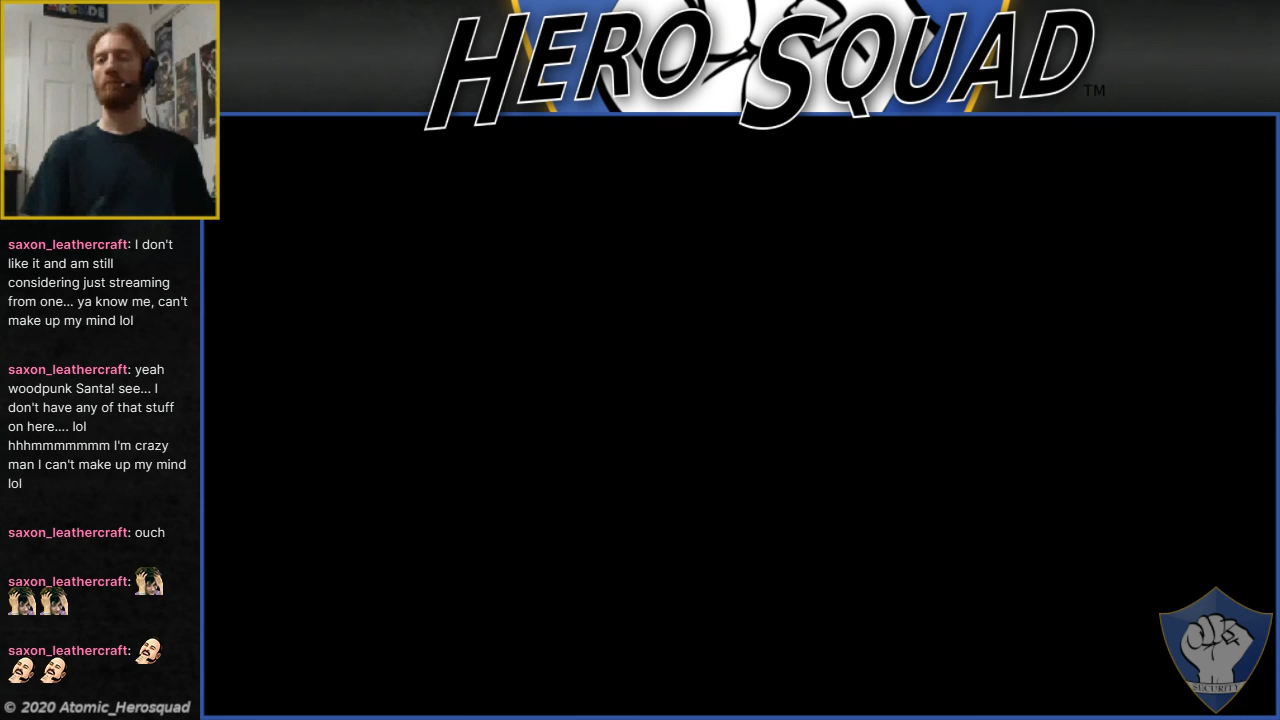 HERO SQUAD
TM
saxon_leathercraft: I don't
like it and am still
considering just streaming
from one... ya know me, can't
make up my mind lol
saxon_leathercraft: yeah
woodpunk Santa! see... I
don't have any of that stuff
on here.... lol
hhhmmmmmmm I'm crazy
man I can't make up my mind
lol
saxon_leathercraft: ouch
saxon_leathercraft:
saxon_leathercraft:
SECURITY
© 2020 Atomic_Herosquad